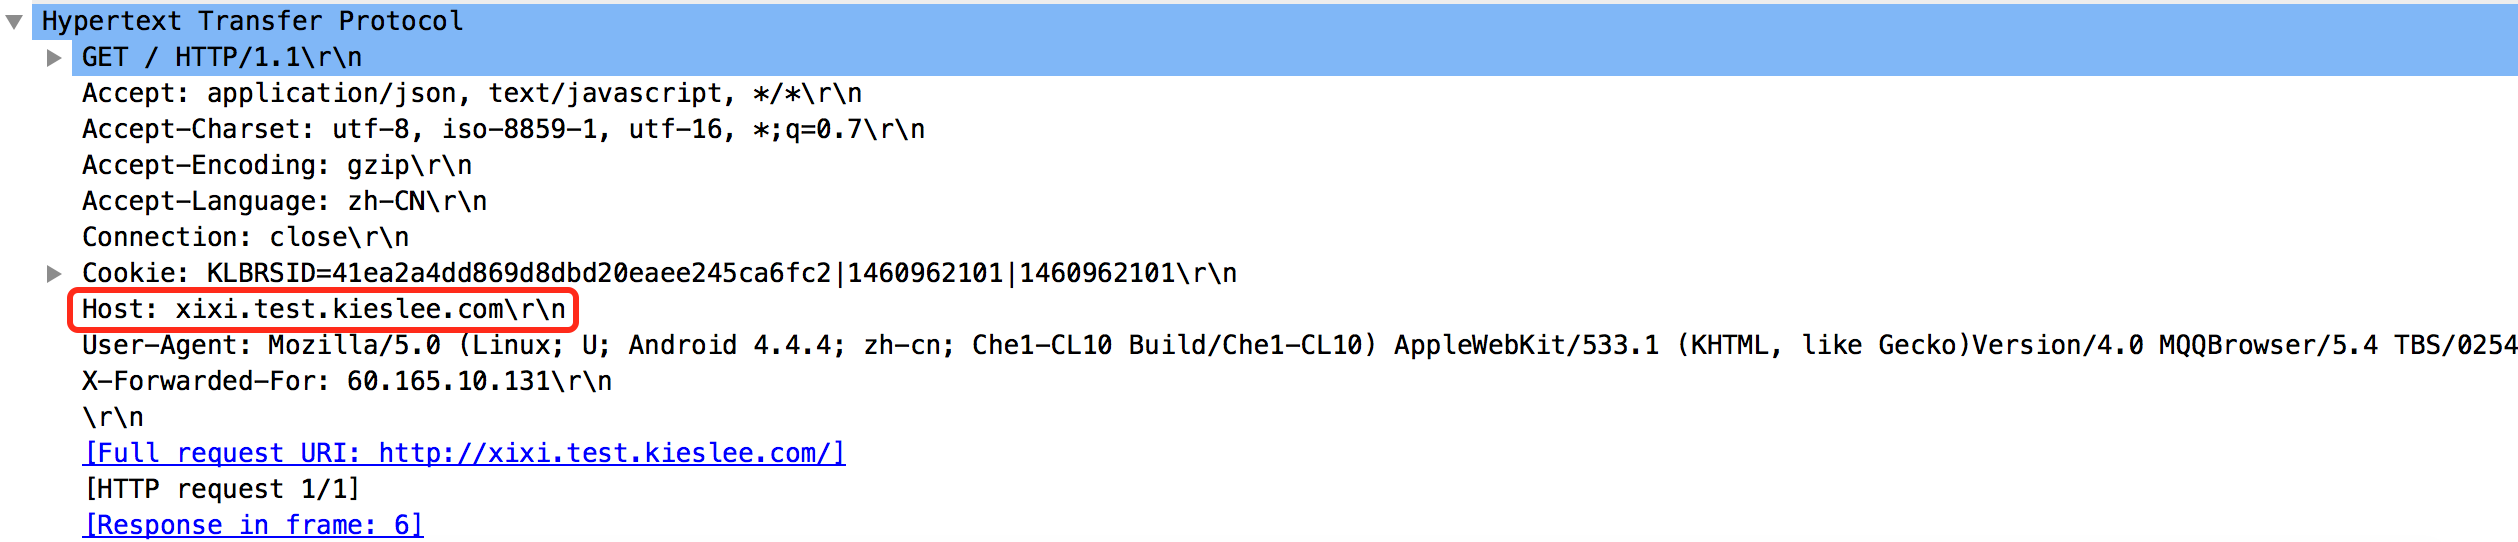 Hypertext Transfer Protocol
GET / HTTP/1.1\r\n
Accept: application/json, text/javascript, */*\r\n
Accept-Charset: utf-8, iso-8859-1, utf-16, *;q=0.7\r\n
Accept-Encoding: gzip\r\n
Accept-Language: zh-CN\r\n
Connection: close\r\n
Cookie: KLBRSID=41ea2a4dd869d8dbd20eaee245ca6fc2|1460962101|1460962101\r\n
Host: xixi.test.kieslee.com\r\n
User-Agent: Mozilla/5.0 (Linux; U; Android 4.4.4; zh-cn; Che1-CL10 Build/Che1-CL10) AppleWebKit/533.1 (KHTML, like Gecko)Version/4.0 MQQBrowser/5.4 TBS/0254
X-Forwarded-For: 60.165.10.131\r\n
\r\n
[Full request URI: http://xixi.test.kieslee.com/]
[HTTP request 1/1]
[Response in frame: 6]